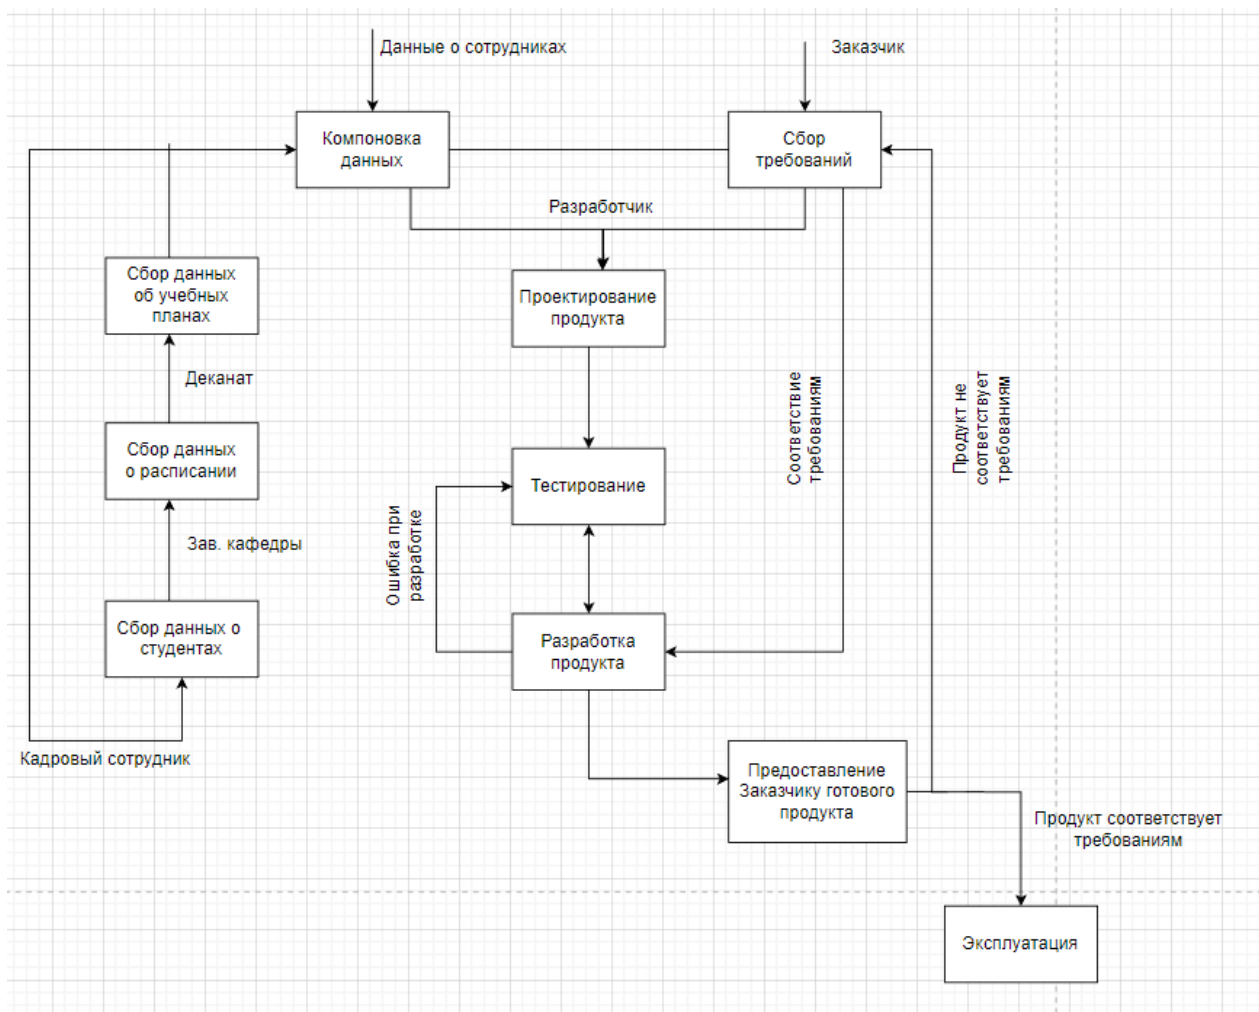 Данные о сотрудниках
Заказчик
Компоновка
данных
Сбор
требований
Разработчик
Сбор данных
об учебных
планах
Проектирование
продукта
Деканат
Соответствие
требованиям
Продукт не
соответствует
требованиям
Сбор данных
о расписании
Тестирование
Зав. кафедры
Ошибка при
разработке
Сбор данных о
студентах
Разработка
продукта
Кадровый сотрудник
Предоставление
Заказчику готового
продукта
Продукт соответствует
требованиям
Эксплуатация